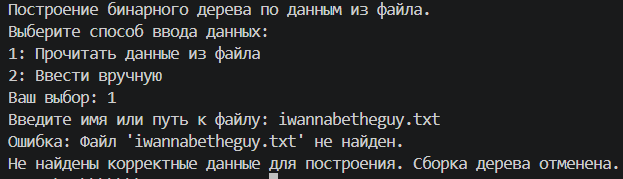 Построение бинарного дерева по данным из файла.
Выберите способ ввода данных:
1: Прочитать данные из файла
2: Ввести вручную
Ваш выбор: 1
Введите имя или путь к файлу: iwannabetheguy.txt
Ошибка: Файл 'iwannabetheguy.txt' не найден.
Не найдены корректные данные для построения. Сборка дерева отменена.